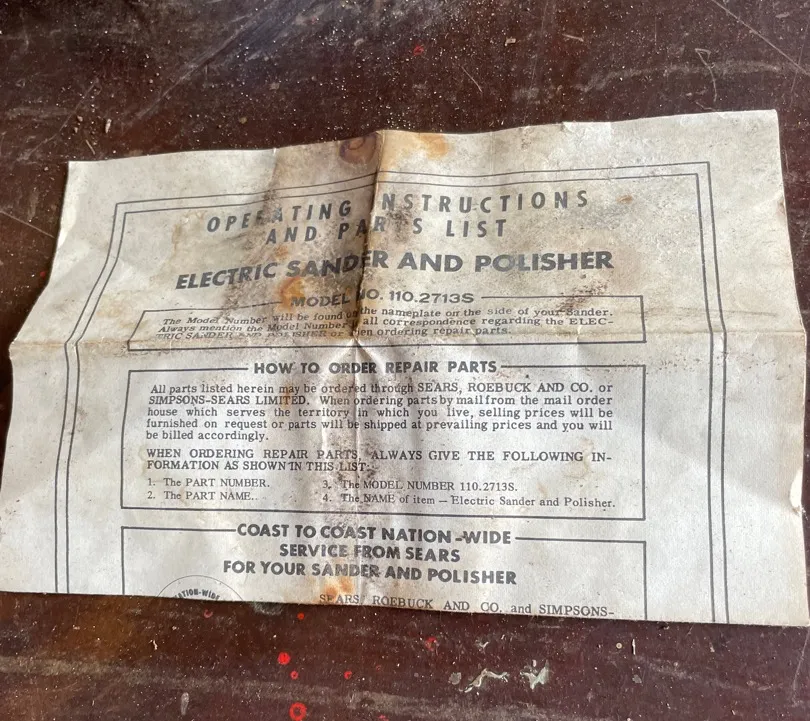 OPERATING INSTRUCTIONS
AND PARTS LIST
ELECTRIC SANDER AND POLISHER
MODEL NO. 110.2713S
The Model Number will be found on the nameplate on the side of your Sander.
Always mention the Model Number all correspondence regarding the ELEC-
TRIC SANDER AND POLISHER or when ordering repair parts.
HOW TO ORDER REPAIR PARTS
All parts listed herein may be ordered through SEARS, ROEBUCK AND CO. or
SIMPSONS-SEARS LIMITED. When ordering parts by mail from the mail order
house which serves the territory in which you live, selling prices will be
furnished on request or parts will be shipped at prevailing prices and you will
be billed accordingly.
WHEN ORDERING REPAIR PARTS, ALWAYS GIVE THE FOLLOWING IN-
FORMATION AS SHOWN IN THIS LIST:
1. The PART NUMBER.
2. The PART NAME.
3. The MODEL NUMBER 110.2713S.
4. The NAME of item — Electric Sander and Polisher.
COAST TO COAST NATION-WIDE
SERVICE FROM SEARS
FOR YOUR SANDER AND POLISHER
NATION-WIDE
SEARS, ROEBUCK AND CO. and SIMPSONS-